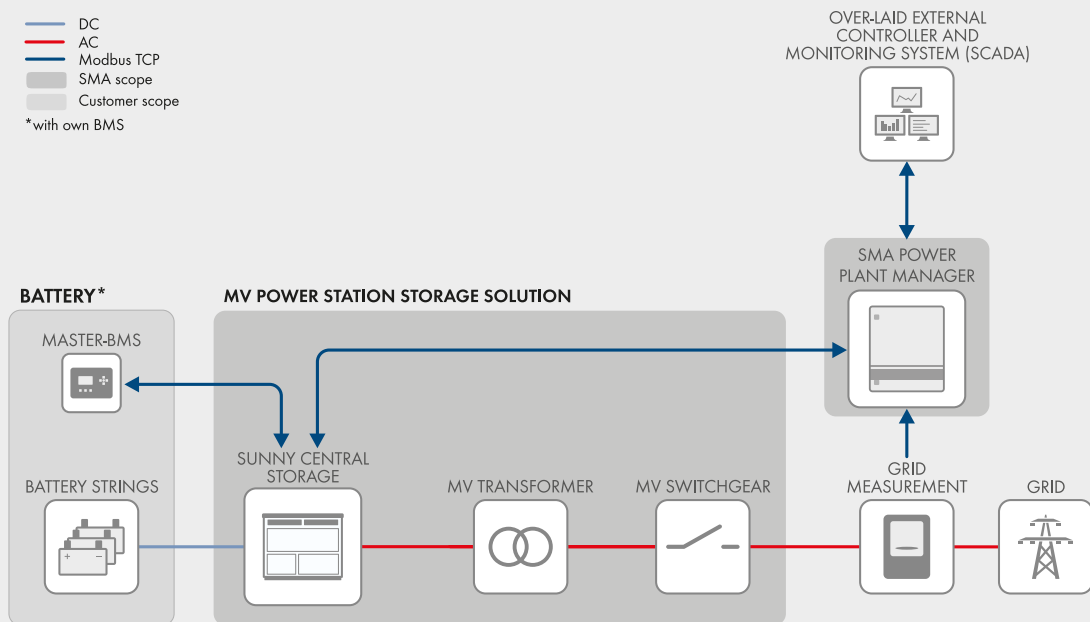 DC
AC
Modbus TCP
SMA scope
Customer scope
*with own BMS
OVER-LAID EXTERNAL
CONTROLLER AND
MONITORING SYSTEM (SCADA)
SMA POWER
PLANT MANAGER
BATTERY*
MV POWER STATION STORAGE SOLUTION
MASTER-BMS
SUNNY CENTRAL
STORAGE
BATTERY STRINGS
MV TRANSFORMER
MV SWITCHGEAR
GRID
MEASUREMENT
GRID